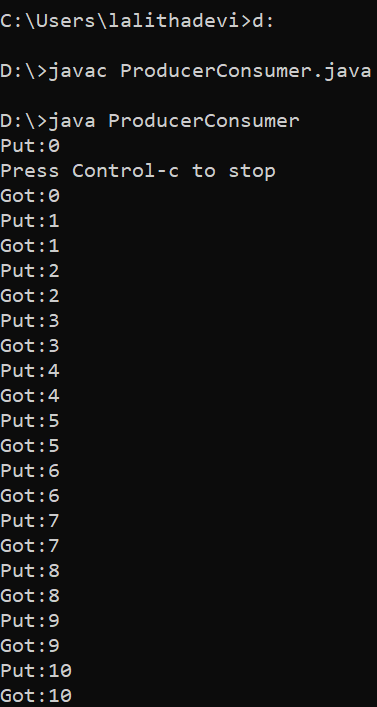 C:\Users\lalithadevi>d:
D:\>javac ProducerConsumer.java
D:\>java ProducerConsumer
Put:0
Press Control-c to stop
Got:0
Put:1
Got:1
Put:2
Got:2
Put:3
Got:3
Put:4
Got:4
Put:5
Got:5
Put:6
Got:6
Put:7
Got:7
Put:8
Got:8
Put:9
Got:9
Put:10
Got:10